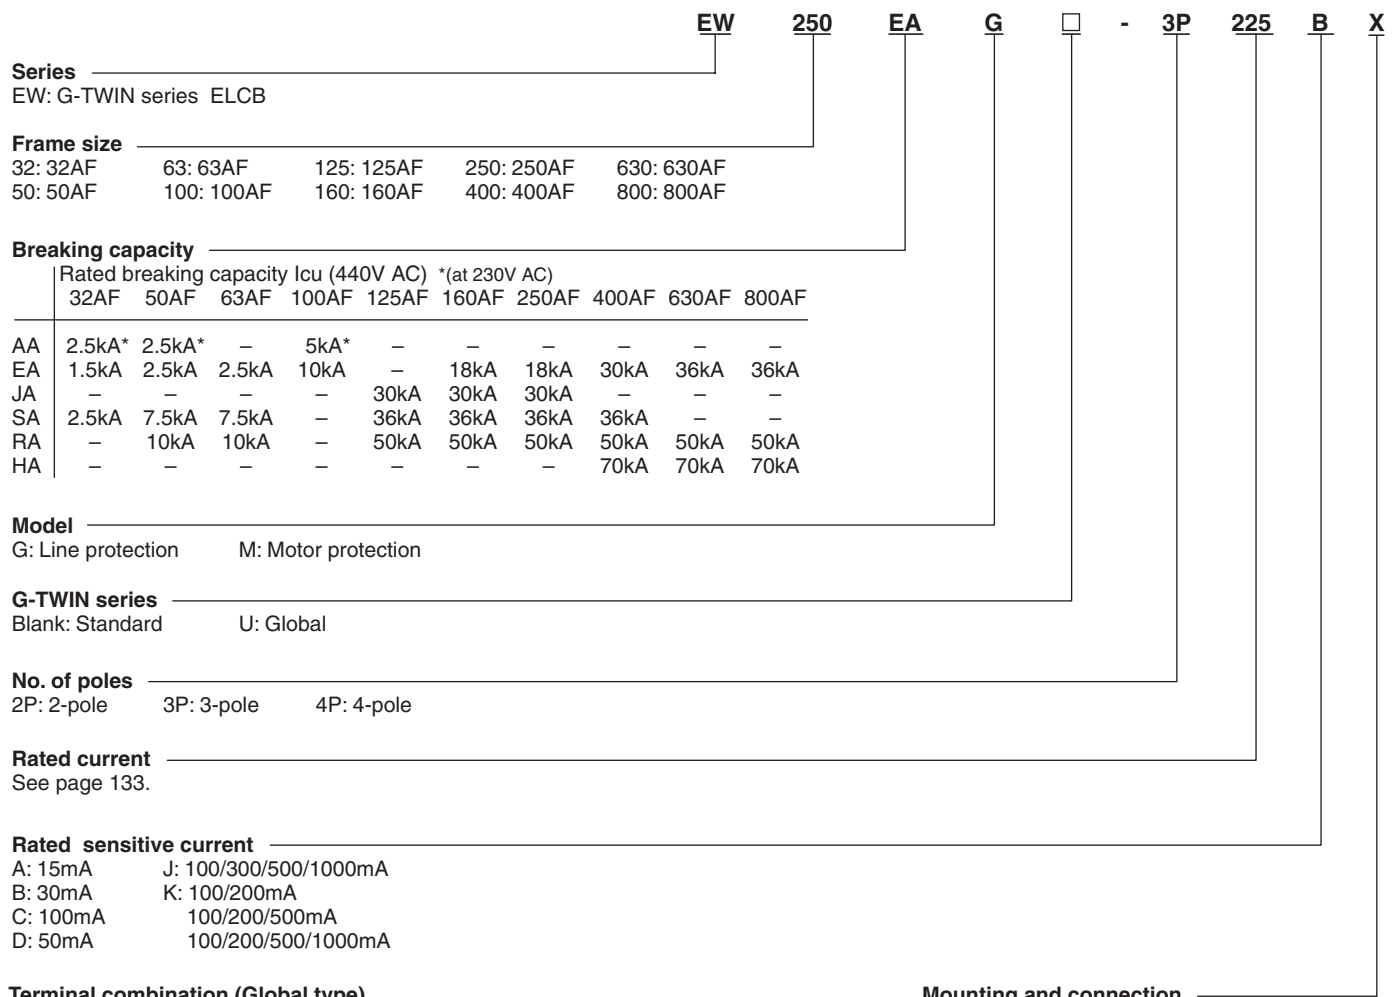 EW 250 EA G □ - 3P 225 B X
Series
EW: G-TWIN series ELCB
Frame size
32: 32AF 63: 63AF 125: 125AF 250: 250AF 630: 630AF
50: 50AF 100: 100AF 160: 160AF 400: 400AF 800: 800AF
Breaking capacity
Rated breaking capacity Icu (440V AC) *(at 230V AC)
32AF 50AF 63AF 100AF 125AF 160AF 250AF 400AF 630AF 800AF
AA 2.5kA* 2.5kA* – 5kA* – – – – – –
EA 1.5kA 2.5kA 2.5kA 10kA – 18kA 18kA 30kA 36kA 36kA
JA – – – – 30kA 30kA 30kA – – –
SA 2.5kA 7.5kA 7.5kA – 36kA 36kA 36kA 36kA – –
RA – 10kA 10kA – 50kA 50kA 50kA 50kA 50kA 50kA
HA – – – – – – – 70kA 70kA 70kA
Model
G: Line protection M: Motor protection
G-TWIN series
Blank: Standard U: Global
No. of poles
2P: 2-pole 3P: 3-pole 4P: 4-pole
Rated current
See page 133.
Rated sensitive current
A: 15mA J: 100/300/500/1000mA
B: 30mA K: 100/200mA
C: 100mA 100/200/500mA
D: 50mA 100/200/500/1000mA
Terminal combination (Global type) Mounting and connection